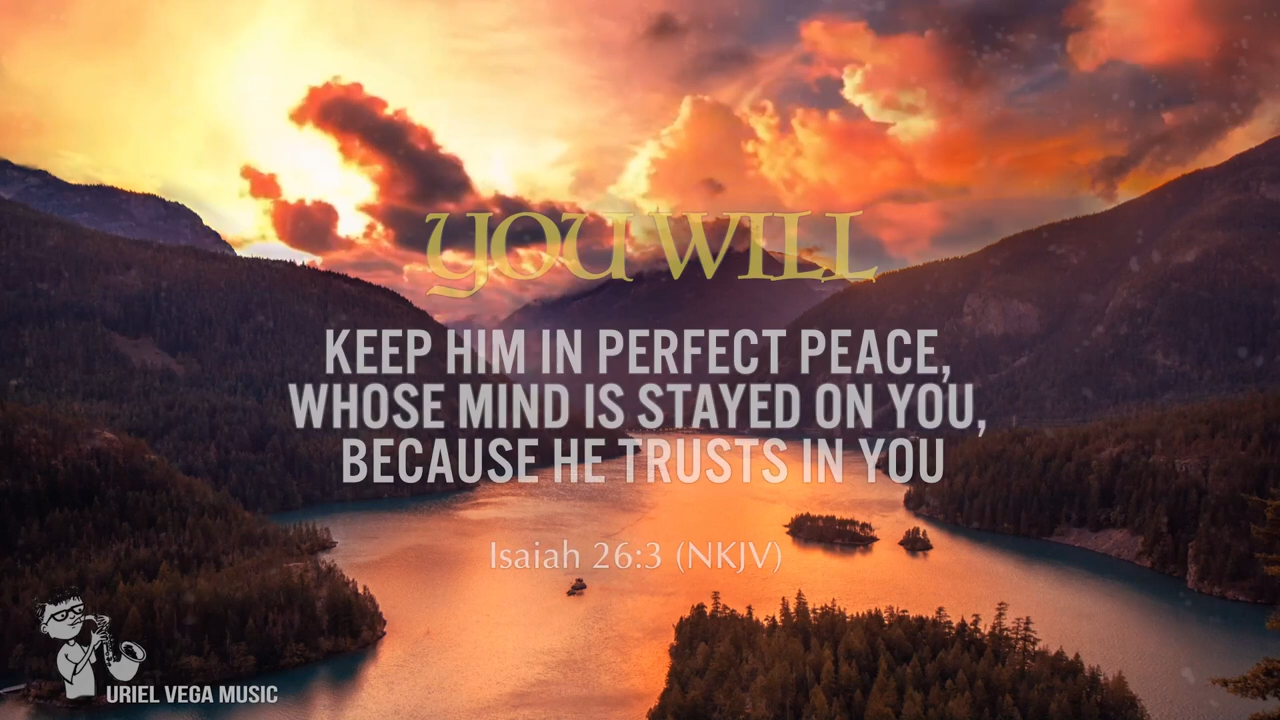 YOU WILL
KEEP HIM IN PERFECT PEACE,
WHOSE MIND IS STAYED ON YOU,
BECAUSE HE TRUSTS IN YOU
Isaiah 26:3 (NKJV)
URIEL VEGA MUSIC